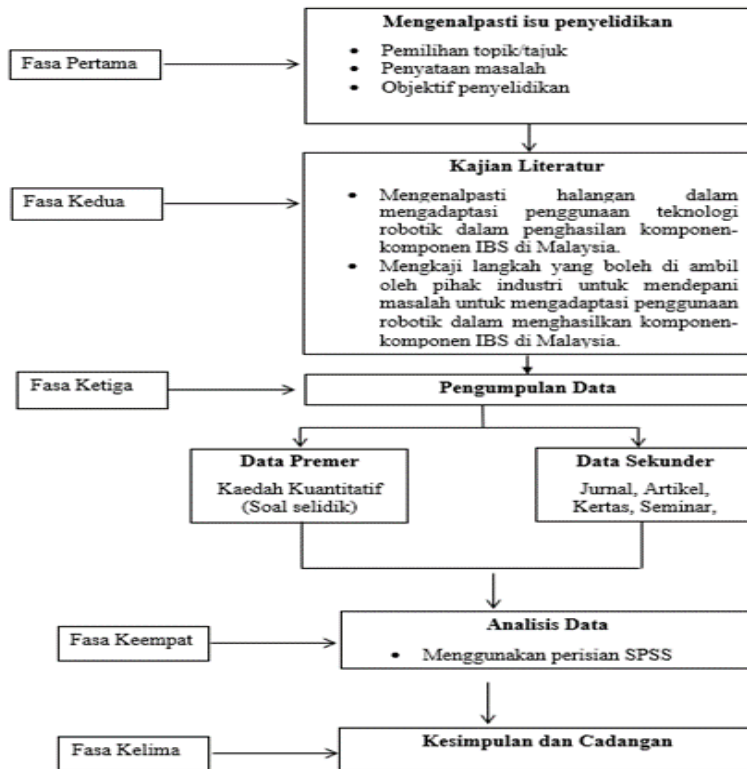 Mengenalpasti isu penyelidikan
Fasa Pertama
• Pemilihan topik/tajuk
• Penyataan masalah
• Objektif penyelidikan
Kajian Literatur
Fasa Kedua
• Mengenalpasti halangan dalam
mengadaptasi penggunaan teknologi
robotik dalam penghasilan komponen-
komponen IBS di Malaysia.
• Mengkaji langkah yang boleh di ambil
oleh pihak industri untuk mendepani
masalah untuk mengadaptasi penggunaan
robotik dalam menghasilkan komponen-
komponen IBS di Malaysia.
Fasa Ketiga
Pengumpulan Data
Data Premer
Kaedah Kuantitatif
(Soal selidik)
Data Sekunder
Jurnal, Artikel,
Kertas, Seminar,
Fasa Keempat
Analisis Data
• Menggunakan perisian SPSS
Fasa Kelima
Kesimpulan dan Cadangan